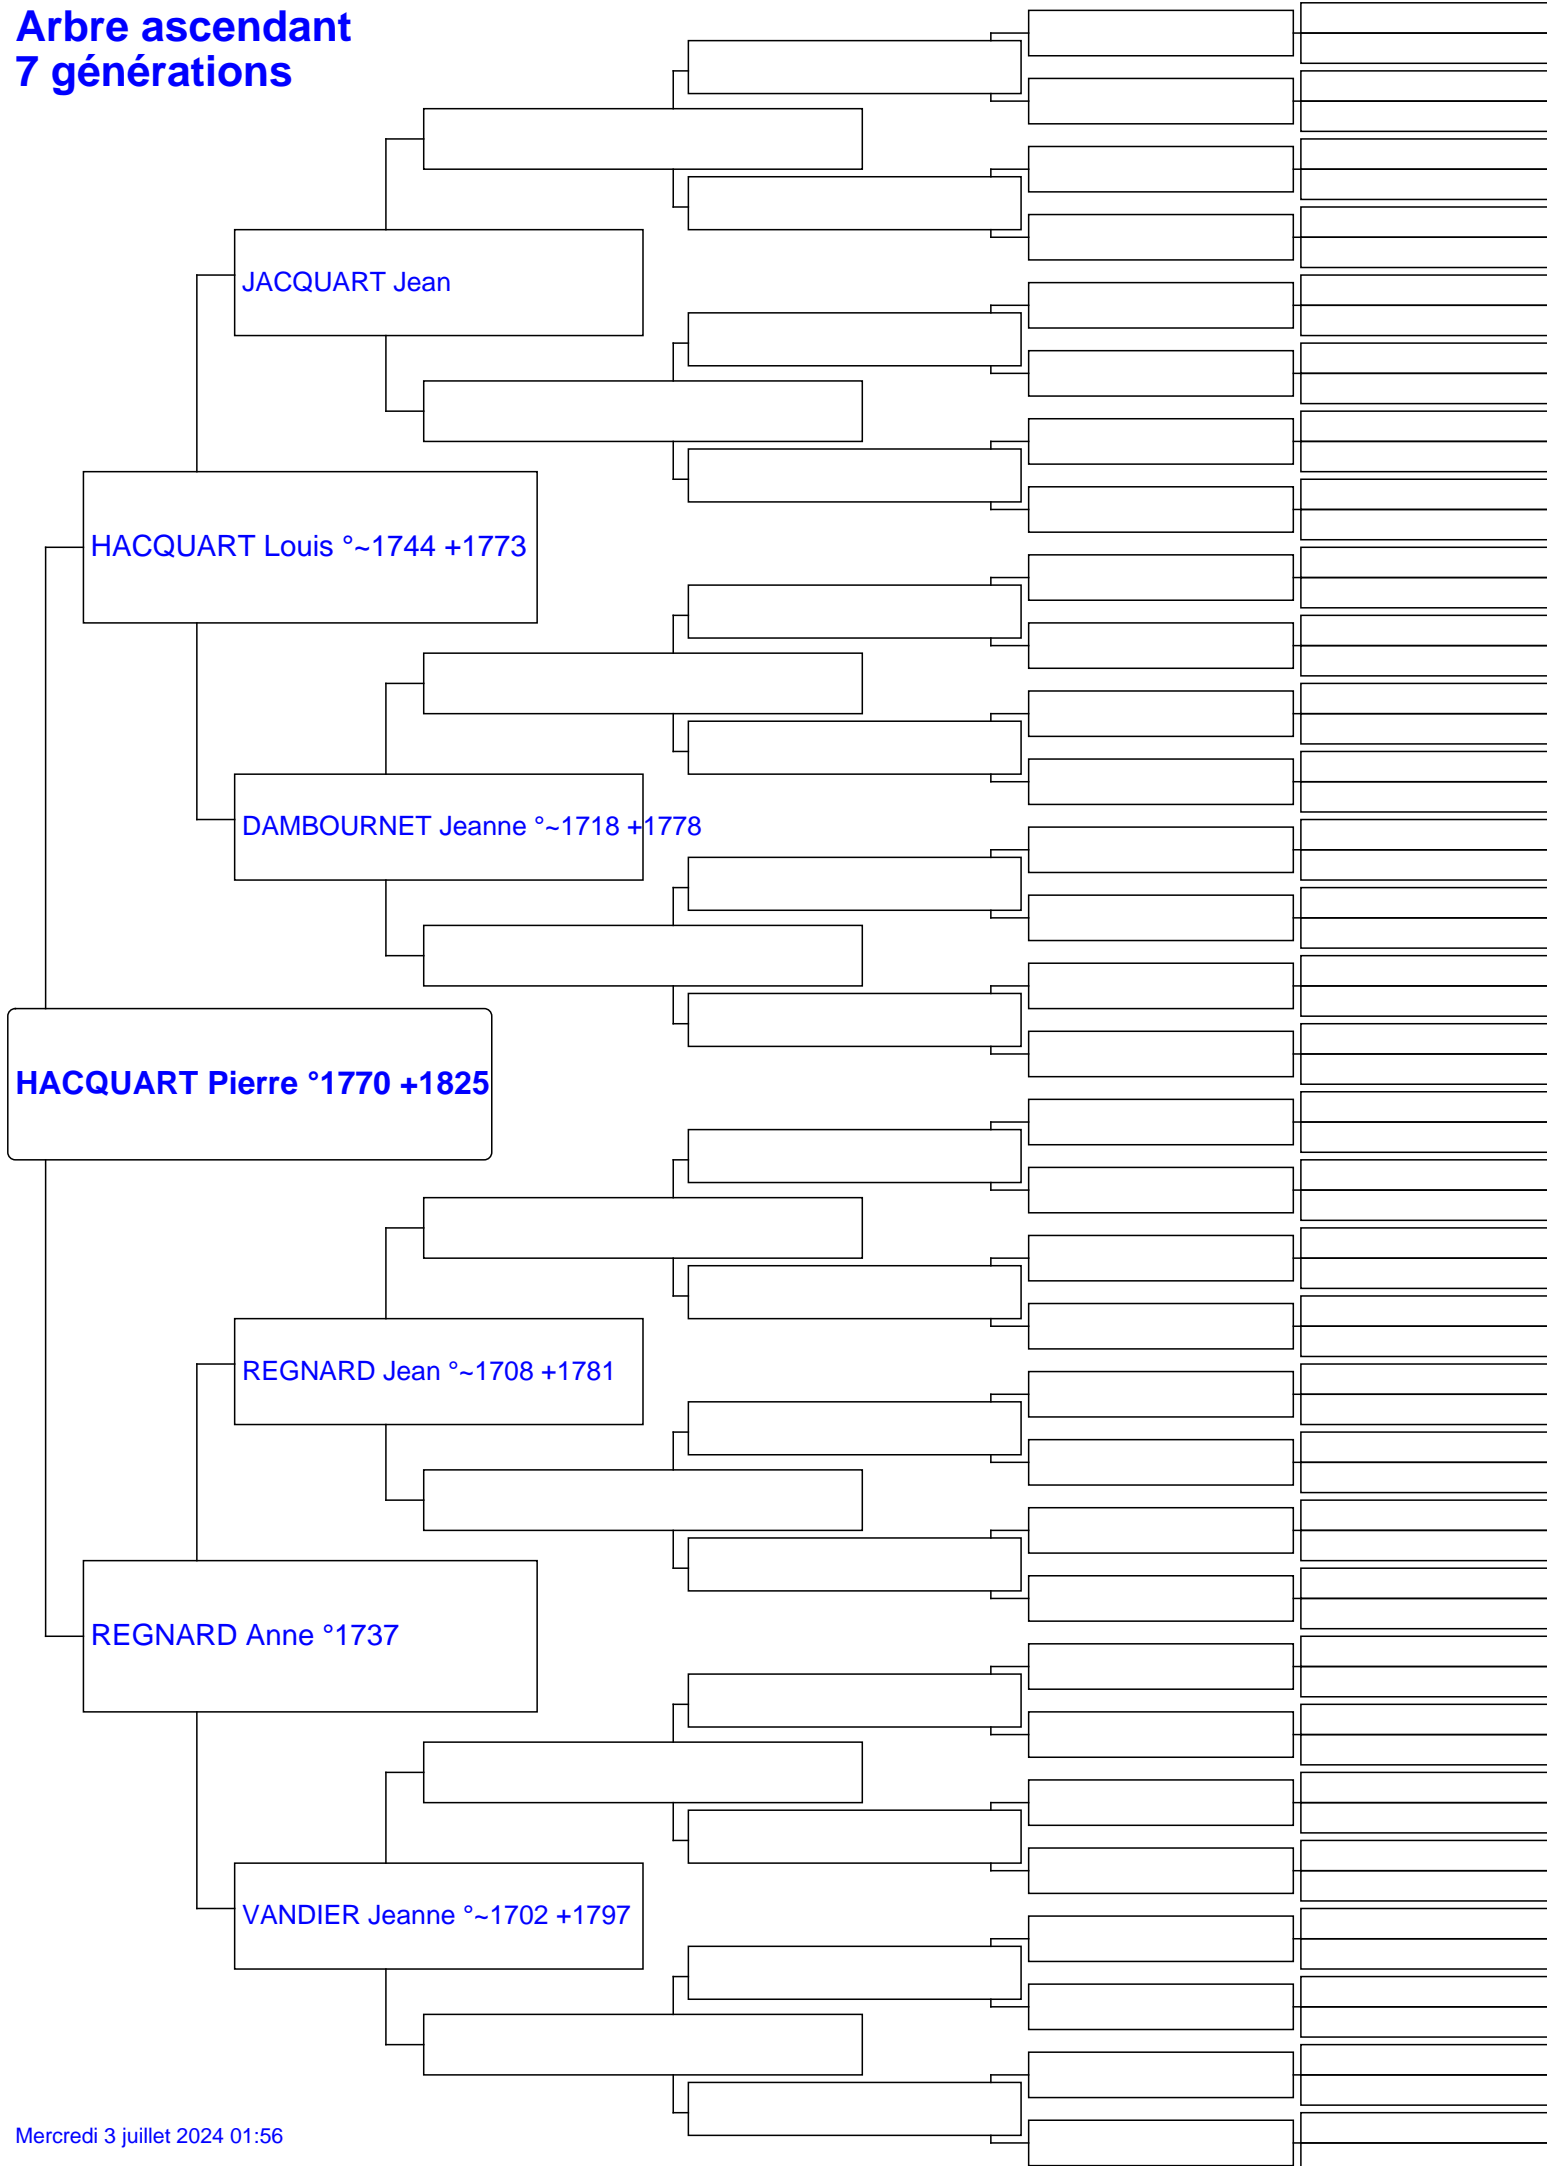 Arbre ascendant
7 générations
JACQUART Jean
HACQUART Louis °~1744 +1773
DAMBOURNET Jeanne °~1718 +1778
HACQUART Pierre °1770 +1825
REGNARD Jean °~1708 +1781
REGNARD Anne °1737
VANDIER Jeanne °~1702 +1797
Mercredi 3 juillet 2024 01:56